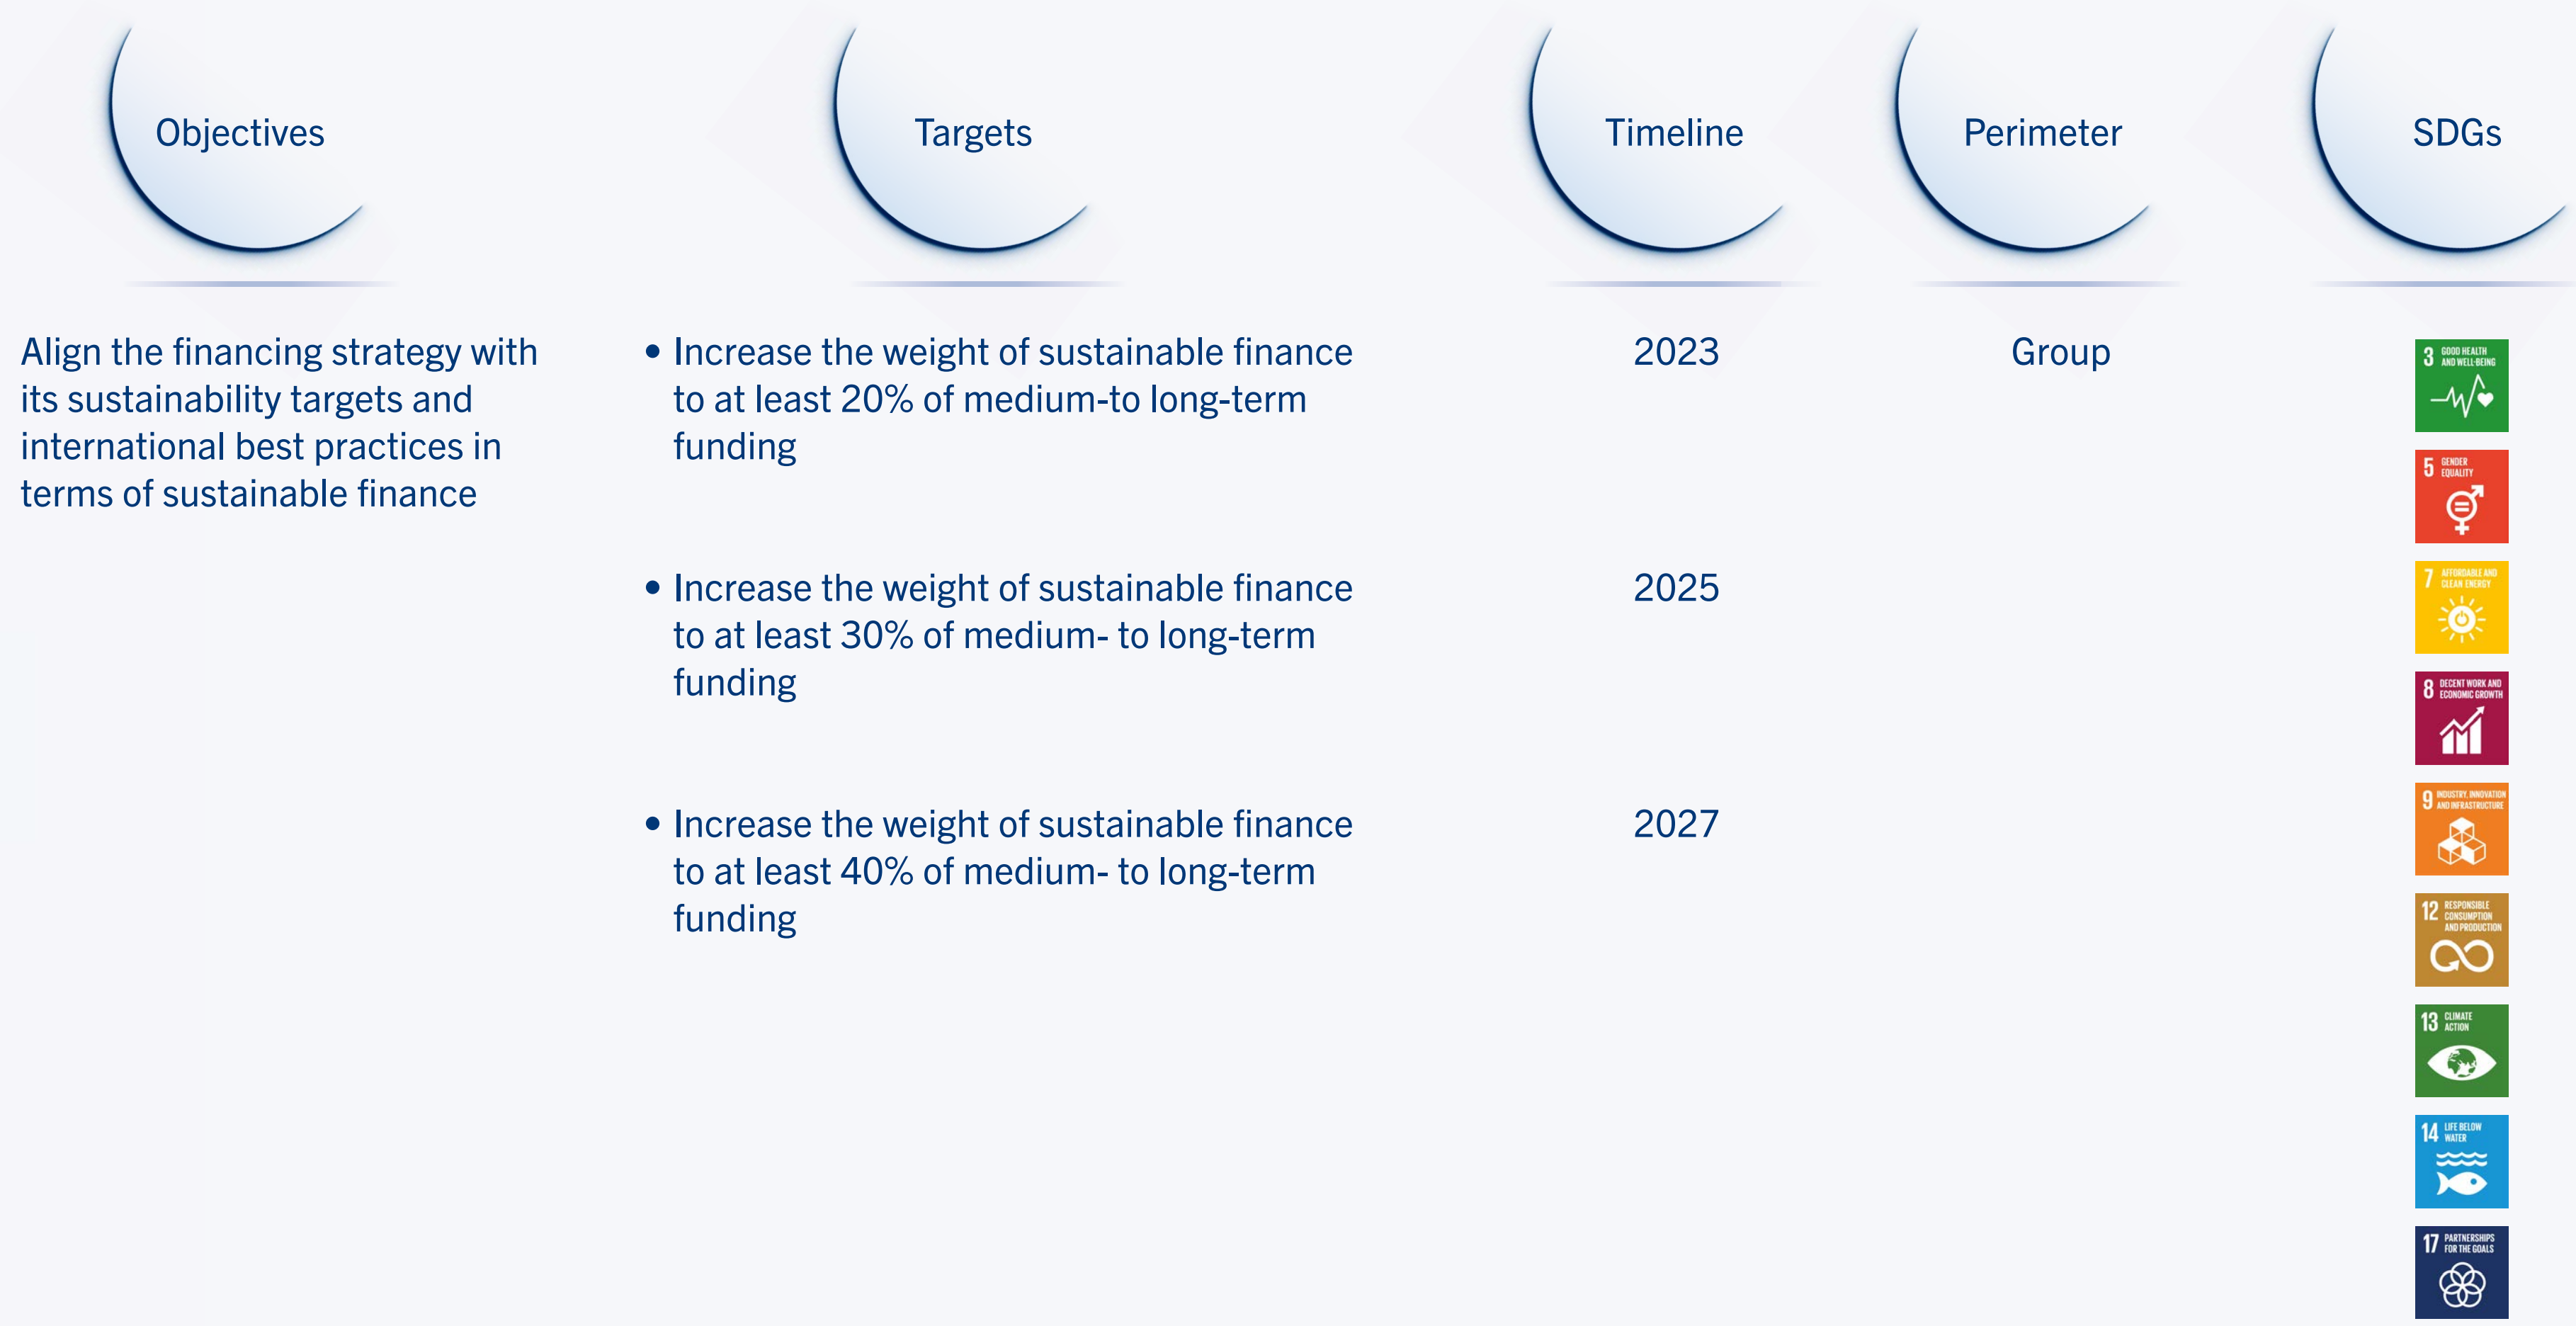 Objectives
Targets
Timeline
Perimeter
SDGs
Align the financing strategy with
its sustainability targets and
international best practices in
terms of sustainable finance
• Increase the weight of sustainable finance
to at least 20% of medium-to long-term
funding
2023
Group
• Increase the weight of sustainable finance
to at least 30% of medium- to long-term
funding
2025
• Increase the weight of sustainable finance
to at least 40% of medium- to long-term
funding
2027
3 GOOD HEALTH
AND WELL-BEING
5 GENDER
EQUALITY
7 AFFORDABLE AND
CLEAN ENERGY
8 DECENT WORK AND
ECONOMIC GROWTH
9 INDUSTRY, INNOVATION
AND INFRASTRUCTURE
12 RESPONSIBLE
CONSUMPTION
AND PRODUCTION
13 CLIMATE
ACTION
14 LIFE BELOW
WATER
17 PARTNERSHIPS
FOR THE GOALS